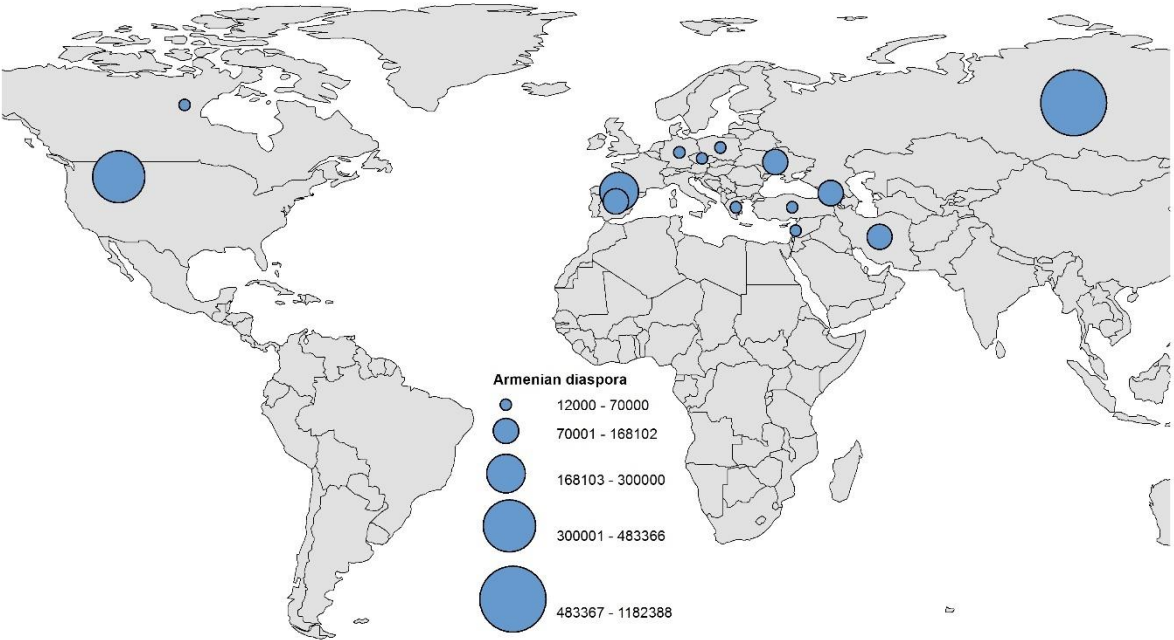 Armenian diaspora
12000 - 70000
70001 - 168102
168103 - 300000
300001 - 483366
483367 - 1182388